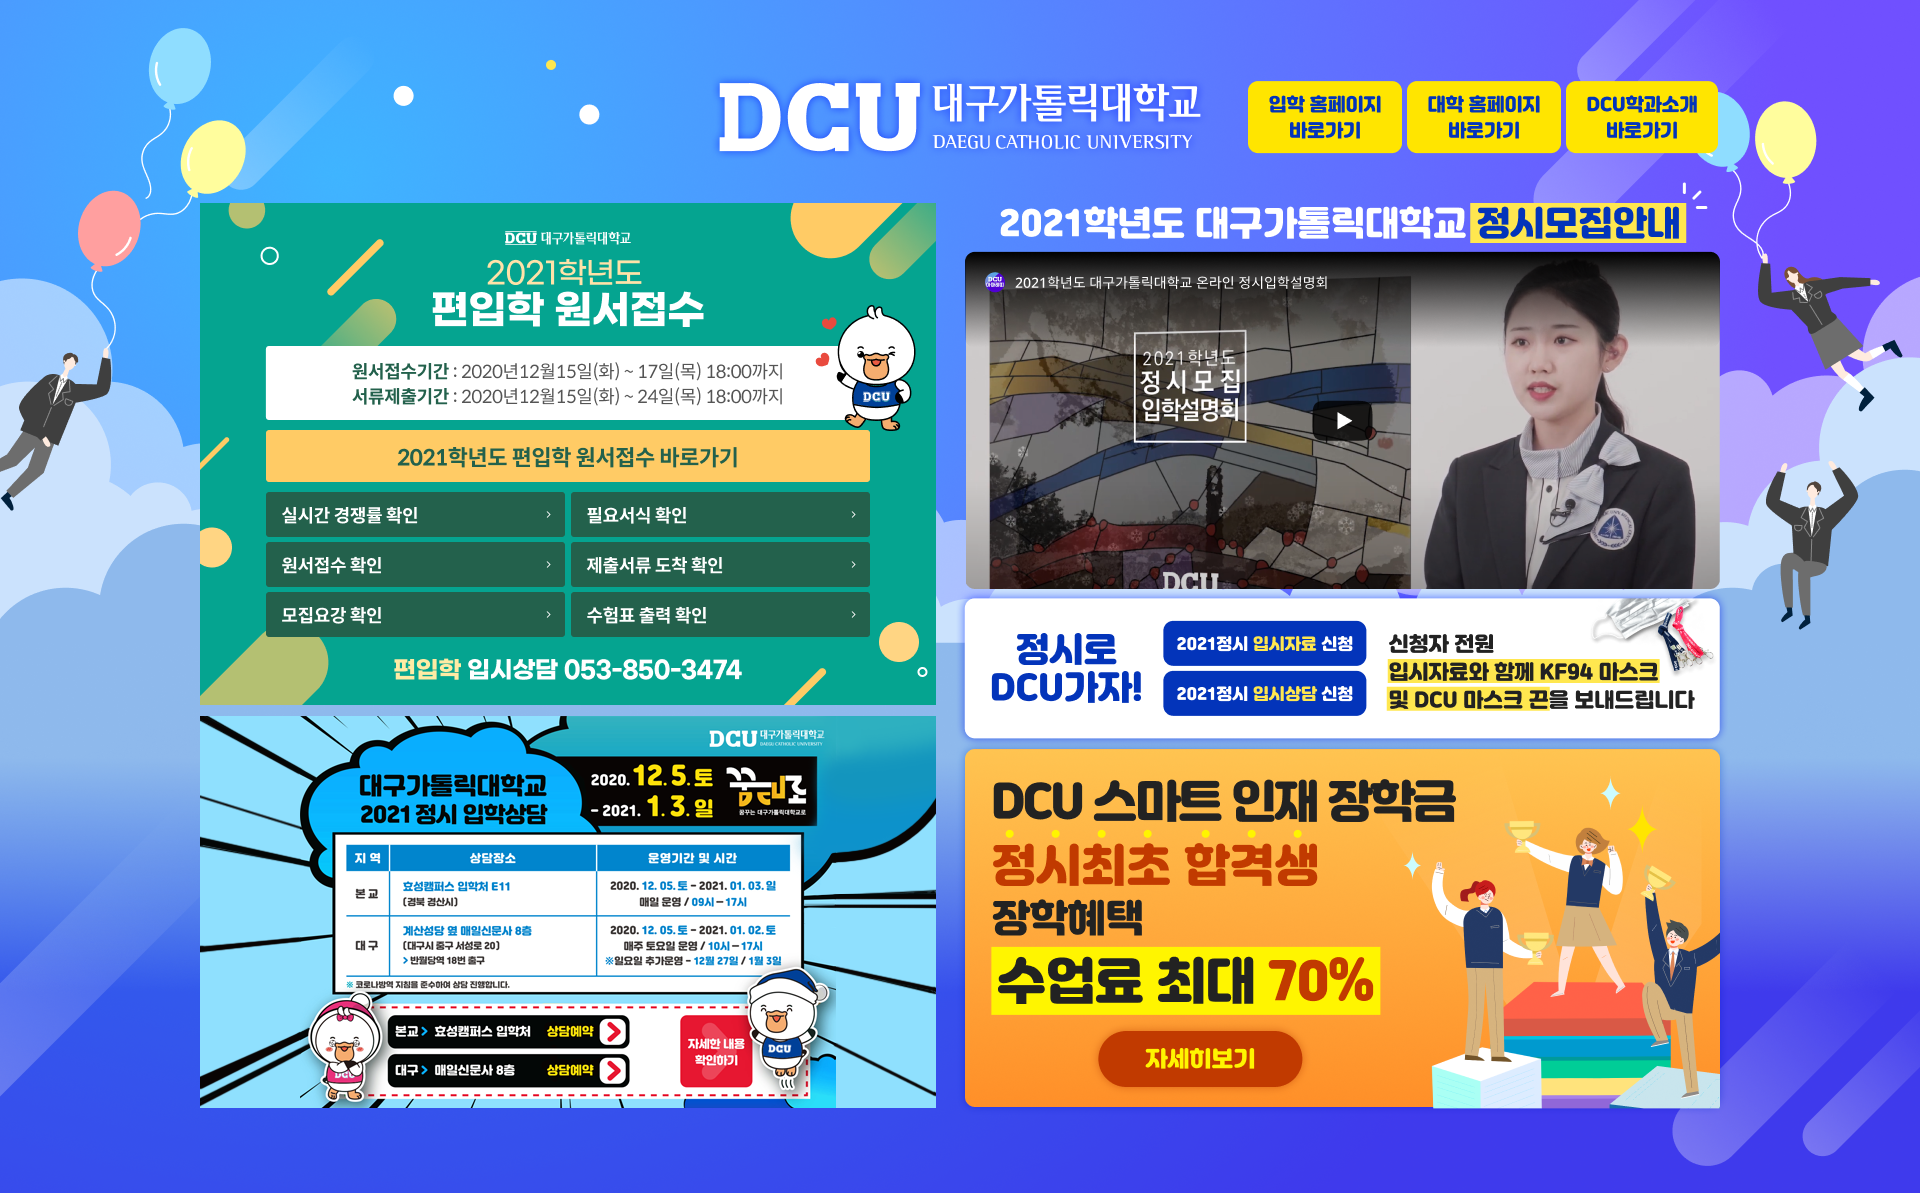 DCU 대구가톨릭대학교
DAEGU CATHOLIC UNIVERSITY
입학 홈페이지
바로가기
대학 홈페이지
바로가기
DCU학과소개
바로가기
DCU 대구가톨릭대학교
2021학년도
편입학 원서접수
원서접수기간 : 2020년12월15일(화) ~ 17일(목) 18:00까지
서류제출기간 : 2020년12월15일(화) ~ 24일(목) 18:00까지
DCU
2021학년도 편입학 원서접수 바로가기
실시간 경쟁률 확인
필요서식 확인
원서접수 확인
제출서류 도착 확인
모집요강 확인
수험표 출력 확인
편입학 입시상담 053-850-3474
DCU 대구가톨릭대학교
DAEGU CATHOLIC UNIVERSITY
대구가톨릭대학교
2021 정시 입학상담
2020. 12. 5. 토
- 2021. 1. 3. 일
꿈꾸는 대구가톨릭대학교로
지 역
상담장소
운영기간 및 시간
본 교
효성캠퍼스 입학처 E11
(경북 경산시)
2020. 12. 05. 토 - 2021. 01. 03. 일
매일 운영 / 09시 – 17시
대 구
계산성당 옆 매일신문사 8층
(대구시 중구 서성로 20)
> 반월당역 18번 출구
2020. 12. 05. 토 - 2021. 01. 02. 토
매주 토요일 운영 / 10시 – 17시
※일요일 추가운영 - 12월 27일 / 1월 3일
※ 코로나방역 지침을 준수하여 상담 진행합니다.
본교 > 효성캠퍼스 입학처 상담예약
대구 > 매일신문사 8층 상담예약
자세한 내용
확인하기
DCU
DCU
2021학년도 대구가톨릭대학교 정시모집안내
2021학년도 대구가톨릭대학교 온라인 정시입학설명회
2021학년도
정시모집
입학설명회
DCU
정시로
DCU가자!
2021정시 입시자료 신청
2021정시 입시상담 신청
신청자 전원
입시자료와 함께 KF94 마스크
및 DCU 마스크 끈을 보내드립니다
DCU 스마트 인재 장학금
정시최초 합격생
장학혜택
수업료 최대 70%
자세히보기